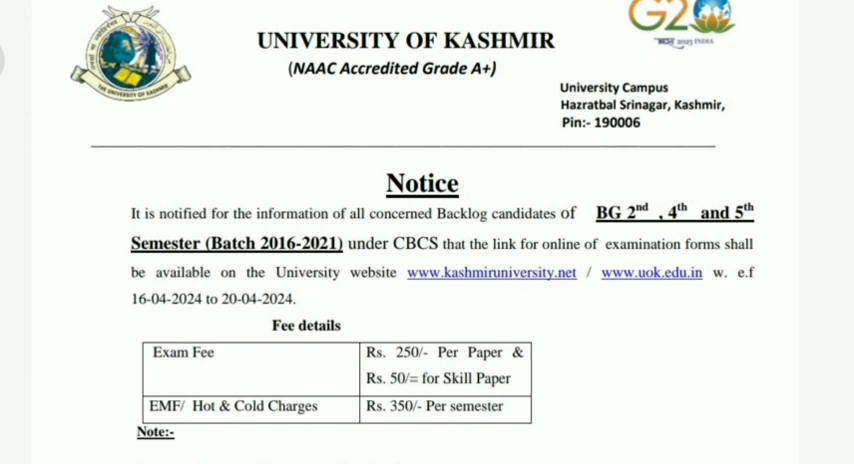 UNIVERSITY OF KASHMIR
(NAAC Accredited Grade A+)
G20
2023 INDIA
University Campus
Hazratbal Srinagar, Kashmir,
Pin:- 190006
Notice
It is notified for the information of all concerned Backlog candidates of BG 2nd , 4th and 5th
Semester (Batch 2016-2021) under CBCS that the link for online of examination forms shall
be available on the University website www.kashmiruniversity.net / www.uok.edu.in w. e.f
16-04-2024 to 20-04-2024.
Fee details
Exam Fee
Rs. 250/- Per Paper &
Rs. 50/= for Skill Paper
EMF/ Hot & Cold Charges
Rs. 350/- Per semester
Note:-